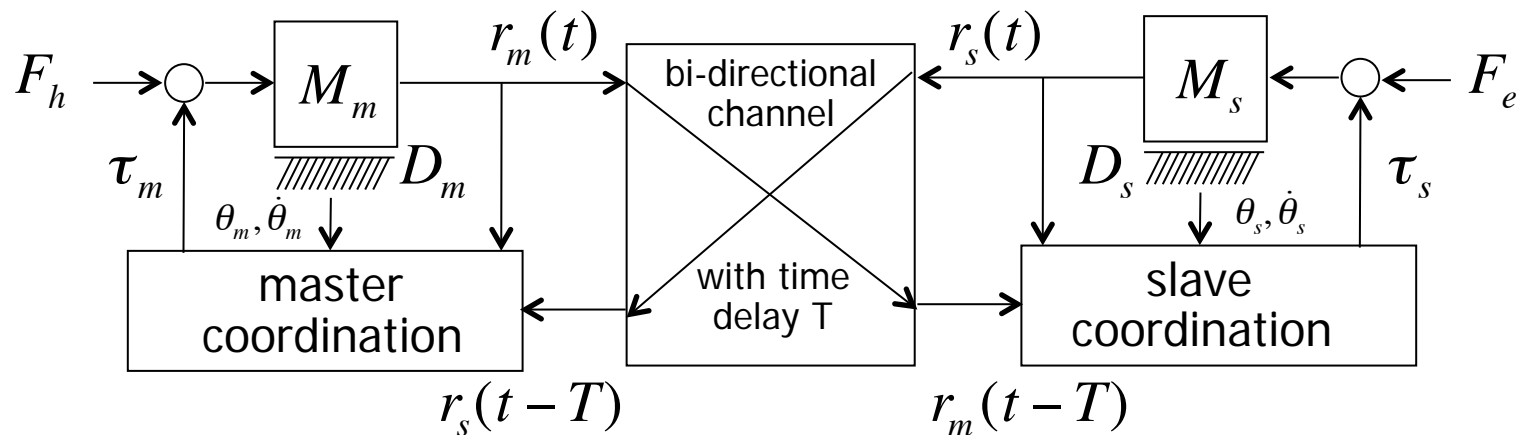 r_m(t)
r_s(t)
F_h
M_m
bi-directional
channel
M_s
F_e
τ_m
D_m
D_s
τ_s
θ_m, θ̇_m
θ_s, θ̇_s
master
coordination
with time
delay T
slave
coordination
r_s(t − T)
r_m(t − T)